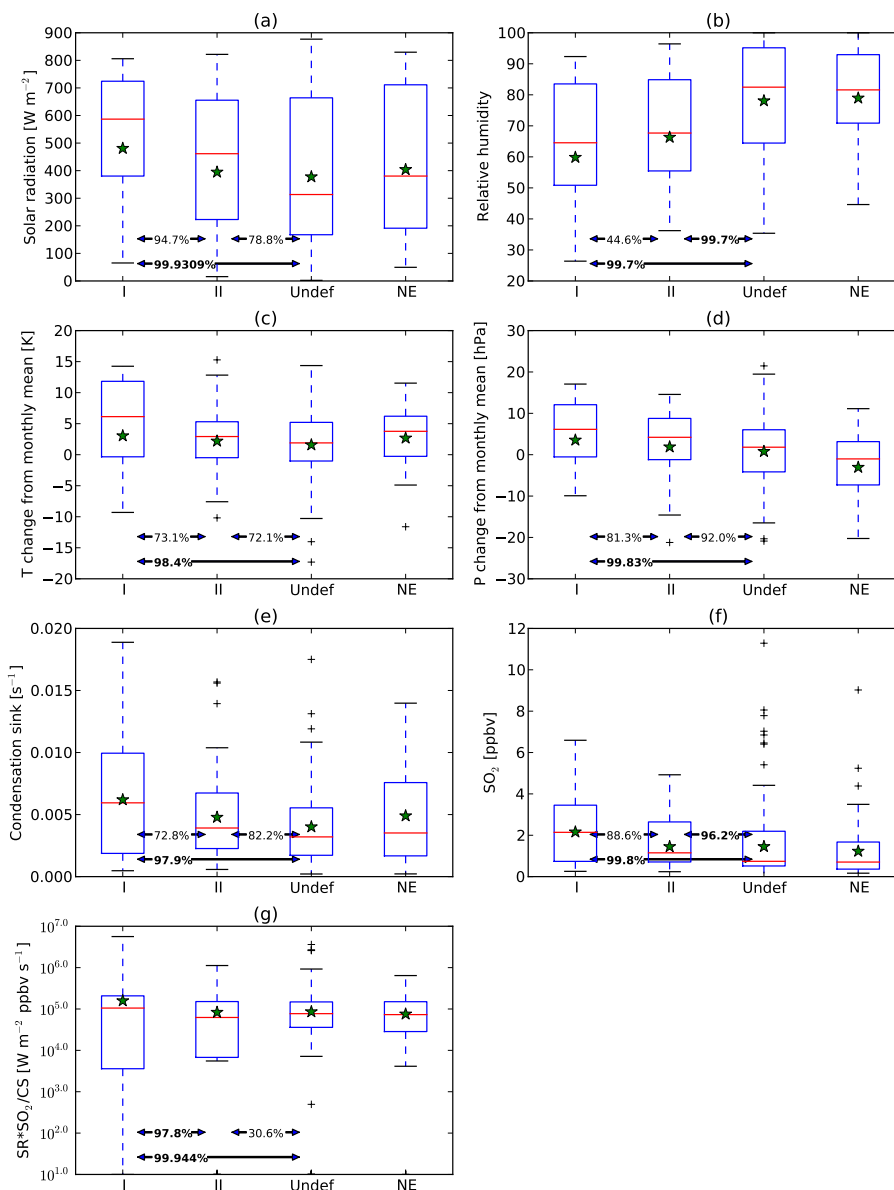 (a)
900
800
700
600
500
400
300
200
100
0
Solar radiation [W m⁻²]
94.7%
78.8%
99.9309%
I
II
Undef
NE
(b)
100
90
80
70
60
50
40
30
20
Relative humidity
44.6%
99.7%
99.7%
I
II
Undef
NE
(c)
20
15
10
5
0
−5
−10
−15
−20
T change from monthly mean [K]
73.1%
72.1%
98.4%
I
II
Undef
NE
(d)
30
20
10
0
−10
−20
−30
P change from monthly mean [hPa]
81.3%
92.0%
99.83%
I
II
Undef
NE
(e)
0.020
0.015
0.010
0.005
0.000
Condensation sink [s⁻¹]
72.8%
82.2%
97.9%
I
II
Undef
NE
(f)
12
10
8
6
4
2
0
SO₂ [ppbv]
88.6%
96.2%
99.8%
I
II
Undef
NE
(g)
10^7.0
10^6.0
10^5.0
10^4.0
10^3.0
10^2.0
10^1.0
SR*SO₂/CS [W m⁻² ppbv s⁻¹]
97.8%
30.6%
99.944%
I
II
Undef
NE